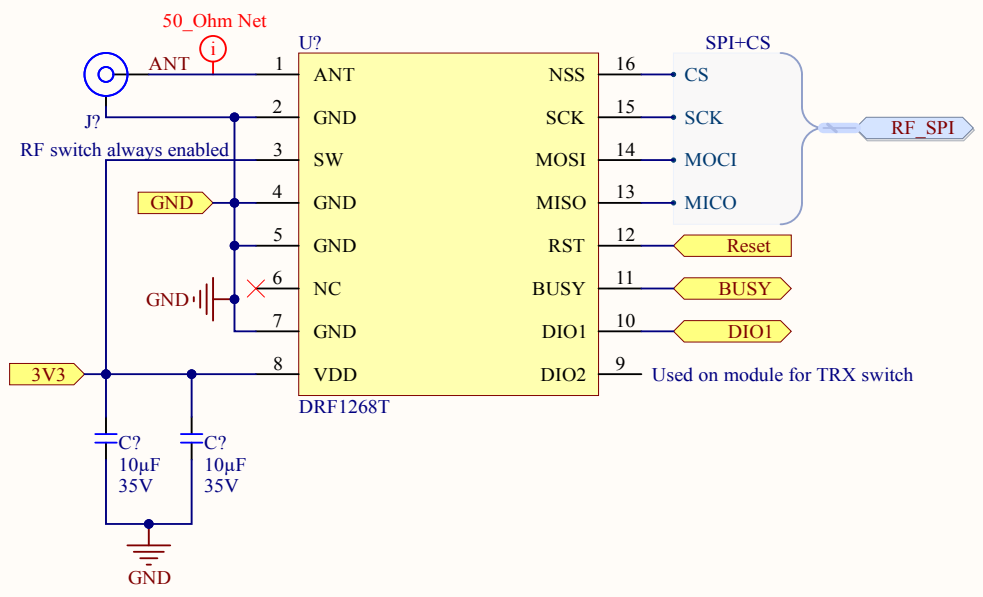 50_Ohm Net
i
U?
SPI+CS
ANT
1
ANT
NSS
16
CS
J?
2
GND
SCK
15
SCK
RF_SPI
RF switch always enabled
3
SW
MOSI
14
MOCI
GND
4
GND
MISO
13
MICO
5
GND
RST
12
Reset
GND
6
NC
BUSY
11
BUSY
7
GND
DIO1
10
DIO1
3V3
8
VDD
DIO2
9
Used on module for TRX switch
DRF1268T
C?
10µF
35V
C?
10µF
35V
GND